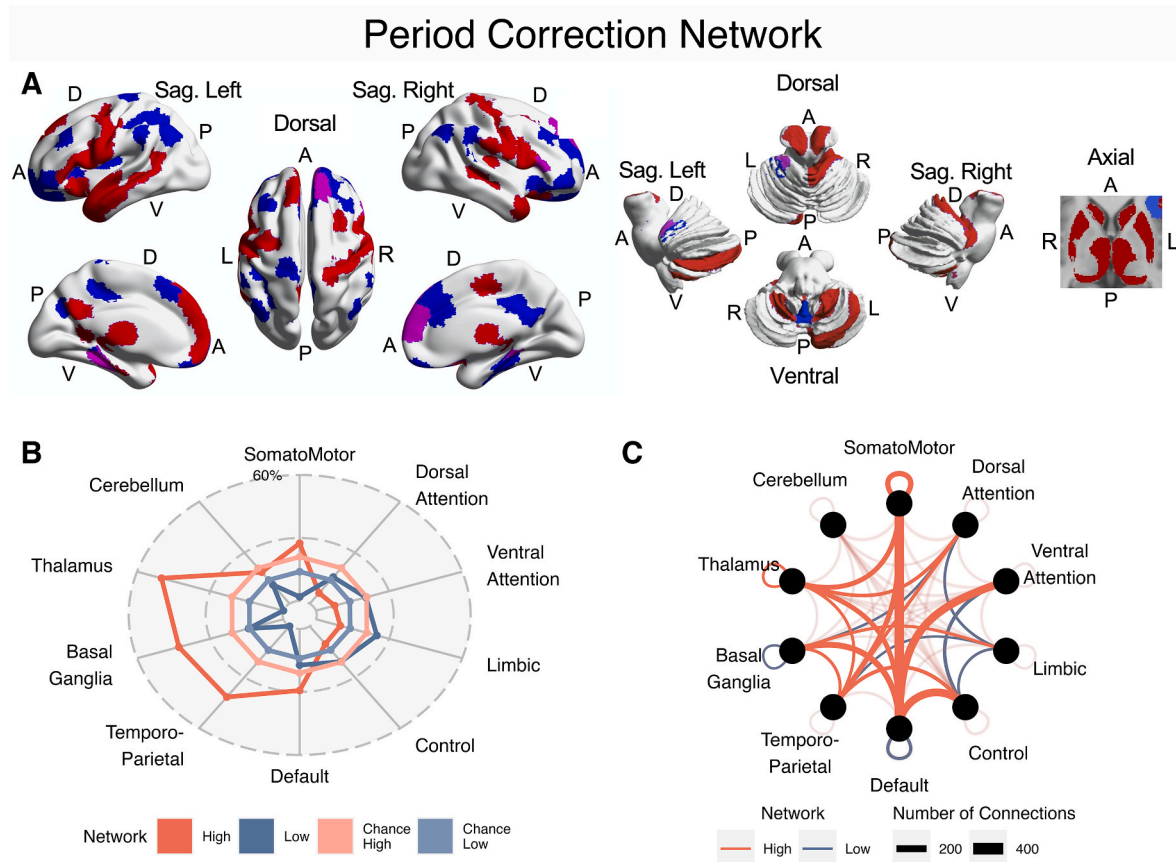 Period Correction Network
A
D
Sag. Left
P
A
V
Dorsal
A
L
R
P
Sag. Right
D
P
A
V
D
P
A
V
D
P
A
V
Sag. Left
D
A
P
V
Dorsal
A
L
R
P
A
R
L
P
Ventral
Sag. Right
D
P
A
V
Axial
A
R
L
P
B
SomatoMotor
60%
Dorsal
Attention
Ventral
Attention
Limbic
Control
Default
Temporo-
Parietal
Basal
Ganglia
Thalamus
Cerebellum
Network
High
Low
Chance
High
Chance
Low
C
SomatoMotor
Dorsal
Attention
Ventral
Attention
Limbic
Control
Default
Temporo-
Parietal
Basal
Ganglia
Thalamus
Cerebellum
Network
High
Low
Number of Connections
200
400